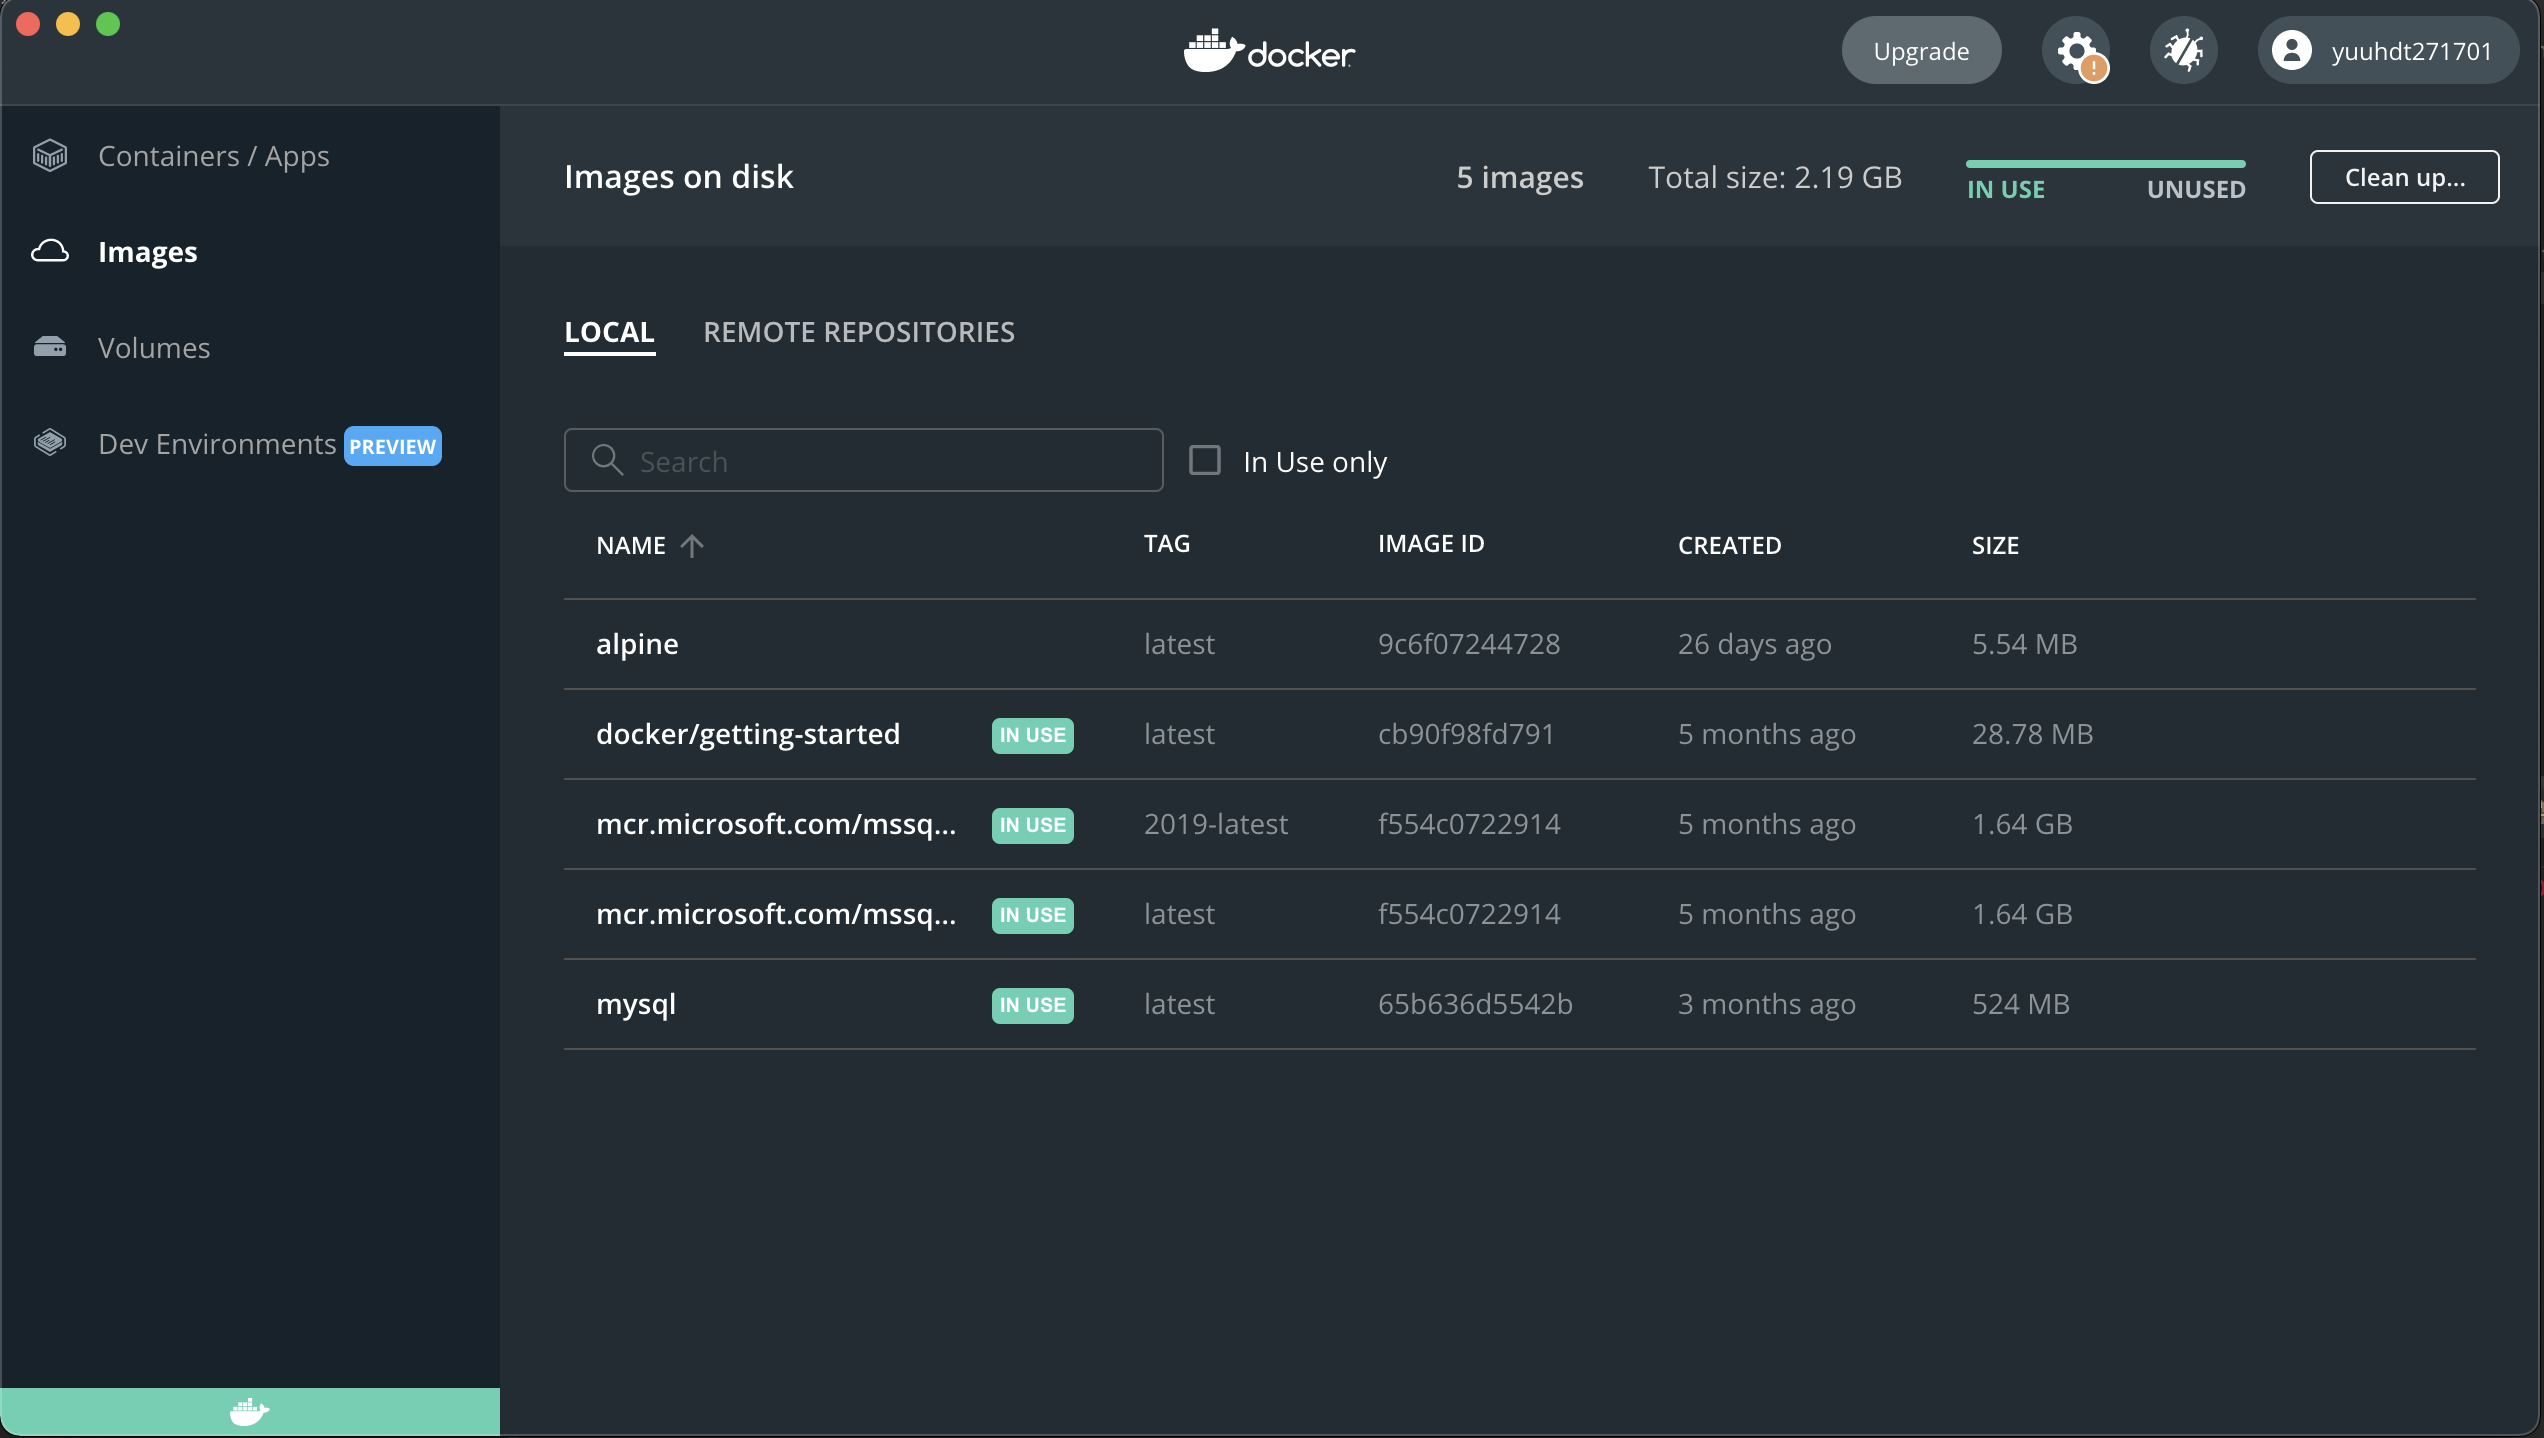 docker
Upgrade
!
yuuhdt271701
Containers / Apps
Images
Volumes
Dev Environments PREVIEW
Images on disk
5 images
Total size: 2.19 GB
IN USE
UNUSED
Clean up...
LOCAL
REMOTE REPOSITORIES
Search
In Use only
NAME TAG IMAGE ID CREATED SIZE
alpine latest 9c6f07244728 26 days ago 5.54 MB
docker/getting-started IN USE latest cb90f98fd791 5 months ago 28.78 MB
mcr.microsoft.com/mssq... IN USE 2019-latest f554c0722914 5 months ago 1.64 GB
mcr.microsoft.com/mssq... IN USE latest f554c0722914 5 months ago 1.64 GB
mysql IN USE latest 65b636d5542b 3 months ago 524 MB